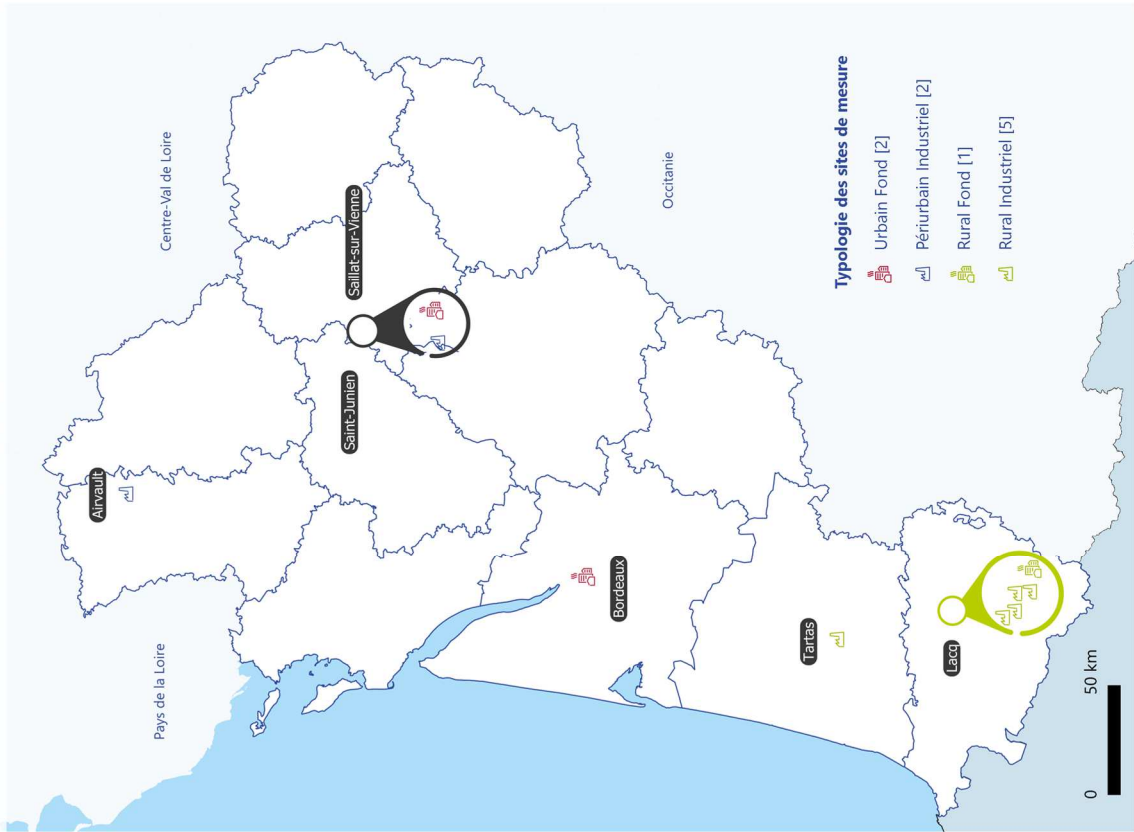 Pays de la Loire
Centre-Val de Loire
Airvault
Saint-Junien
Saillat-sur-Vienne
Bordeaux
Occitanie
Tartas
Lacq
Typologie des sites de mesure
Urbain Fond [2]
Périurbain Industriel [2]
Rural Fond [1]
Rural Industriel [5]
0 50 km